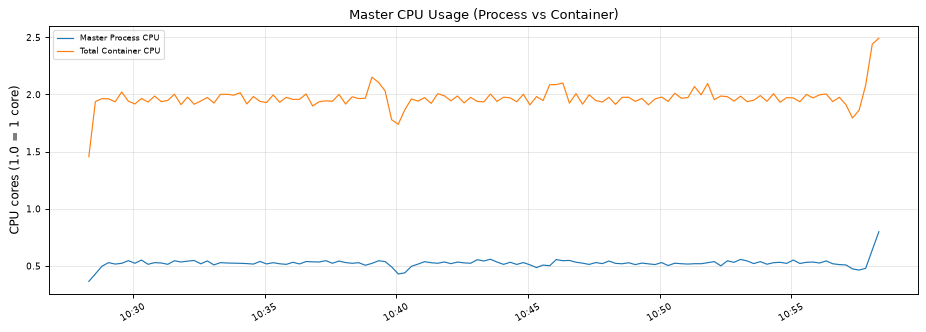 Master CPU Usage (Process vs Container)
Master Process CPU
Total Container CPU
CPU cores (1.0 = 1 core)
2.5
2.0
1.5
1.0
0.5
10:30
10:35
10:40
10:45
10:50
10:55